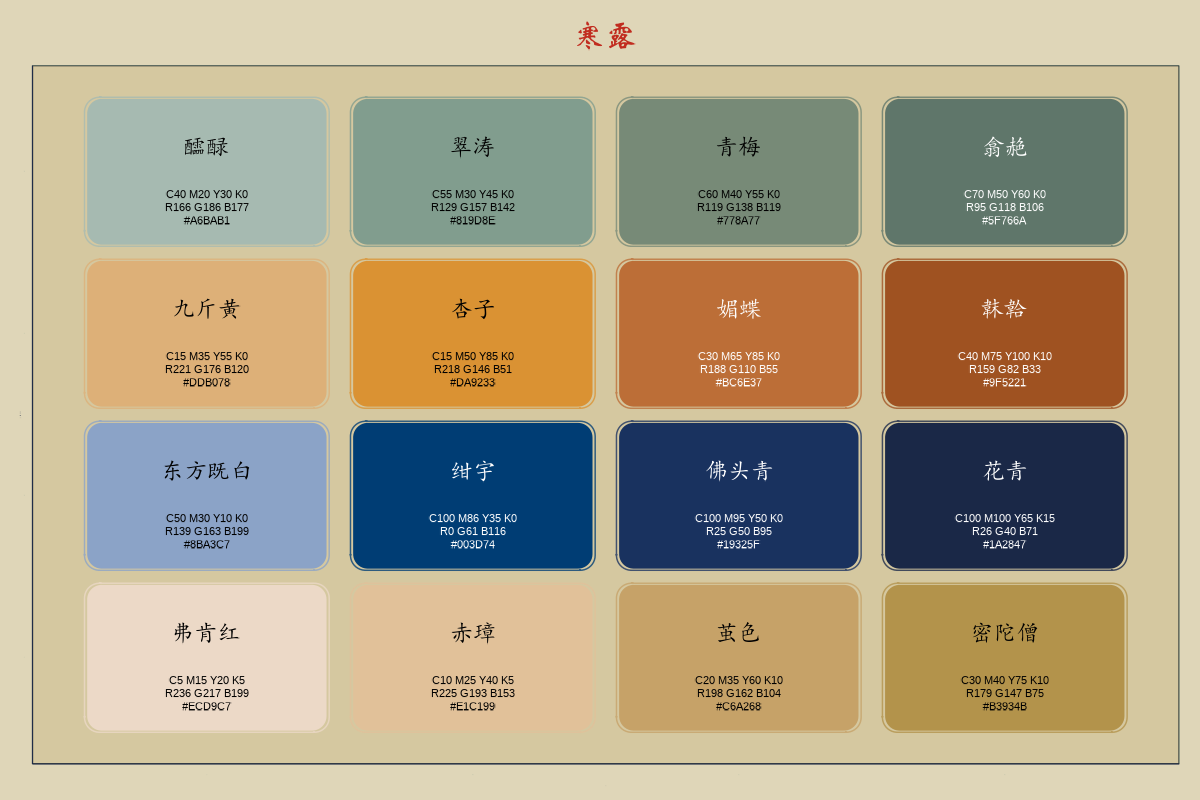 寒露
醽醁
C40 M20 Y30 K0
R166 G186 B177
#A6BAB1
翠涛
C55 M30 Y45 K0
R129 G157 B142
#819D8E
青梅
C60 M40 Y55 K0
R119 G138 B119
#778A77
翕赩
C70 M50 Y60 K0
R95 G118 B106
#5F766A
九斤黄
C15 M35 Y55 K0
R221 G176 B120
#DDB078
杏子
C15 M50 Y85 K0
R218 G146 B51
#DA9233
媚蝶
C30 M65 Y85 K0
R188 G110 B55
#BC6E37
韎韐
C40 M75 Y100 K10
R159 G82 B33
#9F5221
东方既白
C50 M30 Y10 K0
R139 G163 B199
#8BA3C7
绀宇
C100 M86 Y35 K0
R0 G61 B116
#003D74
佛头青
C100 M95 Y50 K0
R25 G50 B95
#19325F
花青
C100 M100 Y65 K15
R26 G40 B71
#1A2847
弗肯红
C5 M15 Y20 K5
R236 G217 B199
#ECD9C7
赤璋
C10 M25 Y40 K5
R225 G193 B153
#E1C199
茧色
C20 M35 Y60 K10
R198 G162 B104
#C6A268
密陀僧
C30 M40 Y75 K10
R179 G147 B75
#B3934B